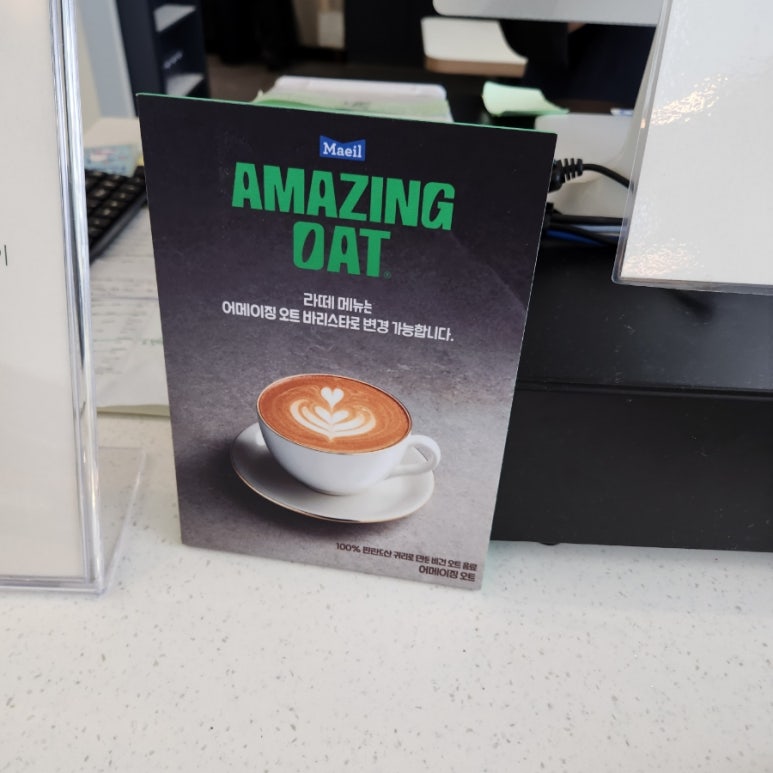 Maeil
AMAZING
OAT
라떼 메뉴는
어메이징 오트 바리스타로 변경 가능합니다.
100% 핀란드산 귀리로 만든 비건 오트 음료
어메이징 오트